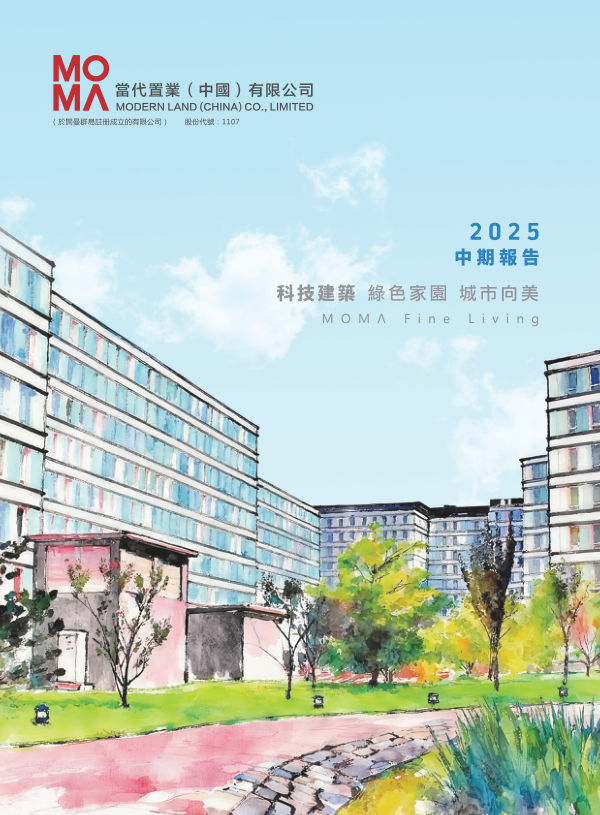 MOMA
當代置業（中國）有限公司
MODERN LAND (CHINA) CO., LIMITED
（於開曼群島註冊成立的有限公司） 股份代號：1107
2025
中期報告
科技建築 綠色家園 城市向美
MOMΛ Fine Living